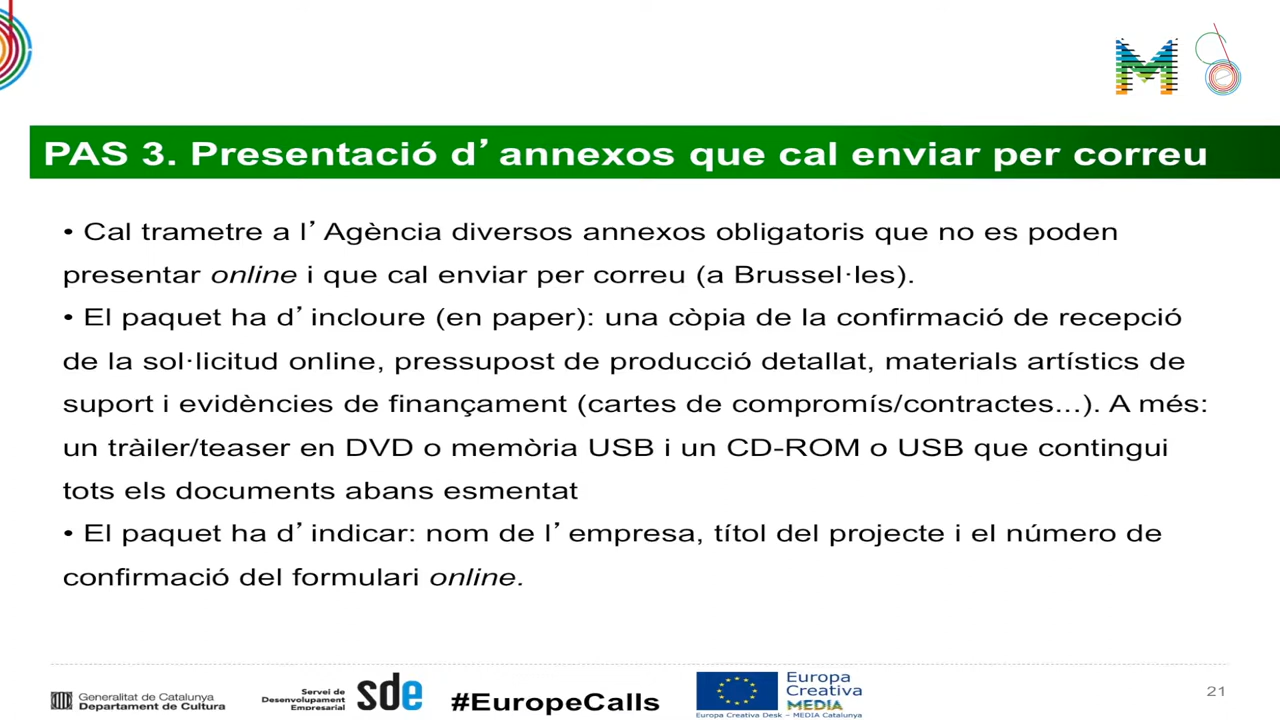 PAS 3. Presentació d’annexos que cal enviar per correu
• Cal trametre a l’Agència diversos annexos obligatoris que no es poden
presentar online i que cal enviar per correu (a Brussel·les).
• El paquet ha d’incloure (en paper): una còpia de la confirmació de recepció
de la sol·licitud online, pressupost de producció detallat, materials artístics de
suport i evidències de finançament (cartes de compromís/contractes...). A més:
un tràiler/teaser en DVD o memòria USB i un CD-ROM o USB que contingui
tots els documents abans esmentat
• El paquet ha d’indicar: nom de l’empresa, títol del projecte i el número de
confirmació del formulari online.
Generalitat de Catalunya
Departament de Cultura
Servei de
Desenvolupament
Empresarial
sde
#EuropeCalls
Europa
Creativa
MEDIA
Europa Creative Desk – MEDIA Catalunya
21